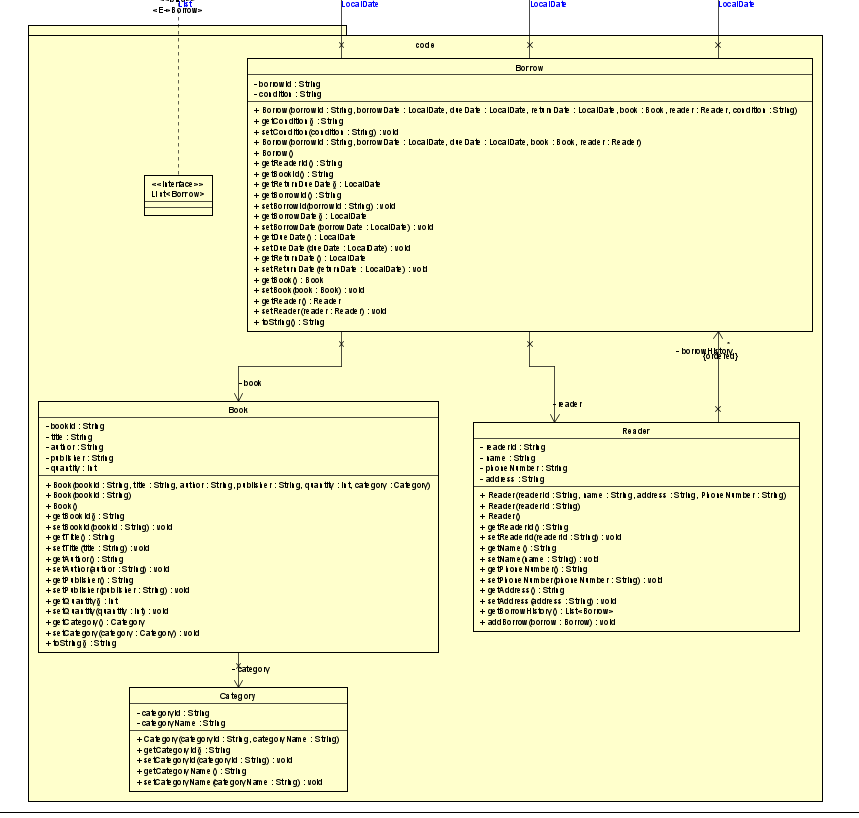 List
<E->Borrow>
LocalDate
LocalDate
LocalDate
code
Borrow
- borrowId : String
- condition : String
+ Borrow(borrowId : String, borrowDate : LocalDate, dueDate : LocalDate, returnDate : LocalDate, book : Book, reader : Reader, condition : String)
+ getCondition() : String
+ setCondition(condition : String) : void
+ Borrow(borrowId : String, borrowDate : LocalDate, dueDate : LocalDate, book : Book, reader : Reader)
+ Borrow()
+ getReaderId() : String
+ getBookId() : String
+ getReturnDueDate() : LocalDate
+ getBorrowId() : String
+ setBorrowId(borrowId : String) : void
+ getBorrowDate() : LocalDate
+ setBorrowDate(borrowDate : LocalDate) : void
+ getDueDate() : LocalDate
+ setDueDate(dueDate : LocalDate) : void
+ getReturnDate() : LocalDate
+ setReturnDate(returnDate : LocalDate) : void
+ getBook() : Book
+ setBook(book : Book) : void
+ getReader() : Reader
+ setReader(reader : Reader) : void
+ toString() : String
<<Interface>>
List<Borrow>
- book
- reader
*
- borrowHistory
{ordered}
Book
- bookId : String
- title : String
- author : String
- publisher : String
- quantity : int
+ Book(bookId : String, title : String, author : String, publisher : String, quantity : int, category : Category)
+ Book(bookId : String)
+ Book()
+ getBookId() : String
+ setBookId(bookId : String) : void
+ getTitle() : String
+ setTitle(title : String) : void
+ getAuthor() : String
+ setAuthor(author : String) : void
+ getPublisher() : String
+ setPublisher(publisher : String) : void
+ getQuantity() : int
+ setQuantity(quantity : int) : void
+ getCategory() : Category
+ setCategory(category : Category) : void
+ toString() : String
Reader
- readerId : String
- name : String
- phoneNumber : String
- address : String
+ Reader(readerId : String, name : String, address : String, PhoneNumber : String)
+ Reader(readerId : String)
+ Reader()
+ getReaderId() : String
+ setReaderId(readerId : String) : void
+ getName() : String
+ setName(name : String) : void
+ getPhoneNumber() : String
+ setPhoneNumber(phoneNumber : String) : void
+ getAddress() : String
+ setAddress(address : String) : void
+ getBorrowHistory() : List<Borrow>
+ addBorrow(borrow : Borrow) : void
- category
Category
- categoryId : String
- categoryName : String
+ Category(categoryId : String, categoryName : String)
+ getCategoryId() : String
+ setCategoryId(categoryId : String) : void
+ getCategoryName() : String
+ setCategoryName(categoryName : String) : void